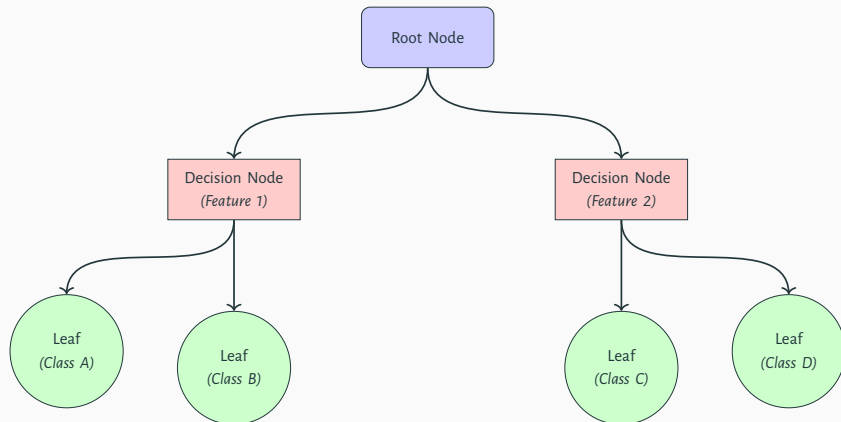 Root Node
Decision Node
(Feature 1)
Decision Node
(Feature 2)
Leaf
(Class A)
Leaf
(Class B)
Leaf
(Class C)
Leaf
(Class D)